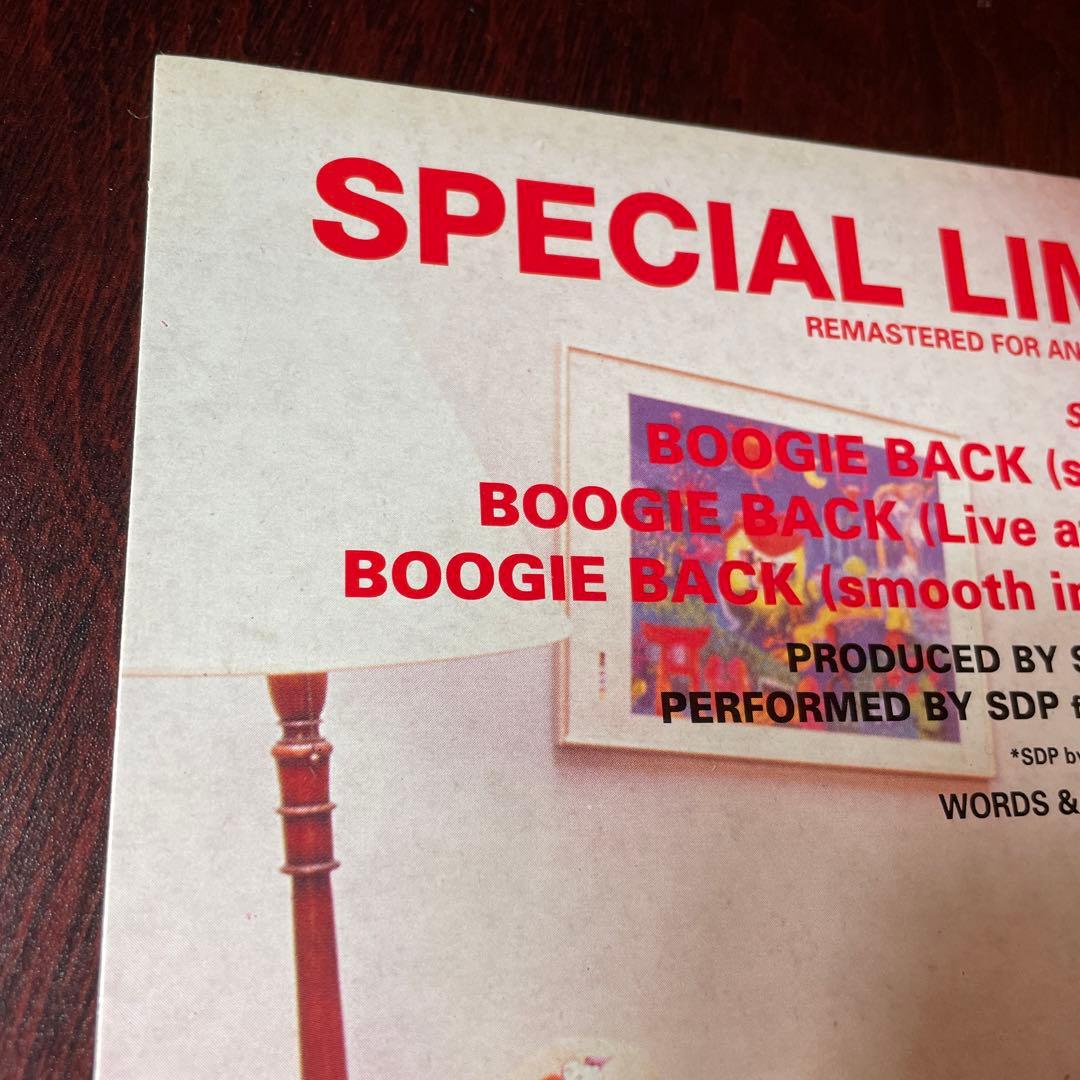 SPECIAL LIM
REMASTERED FOR AN
S
BOOGIE BACK (s
BOOGIE BACK (Live a
BOOGIE BACK (smooth in
PRODUCED BY S
PERFORMED BY SDP f
*SDP by
WORDS &